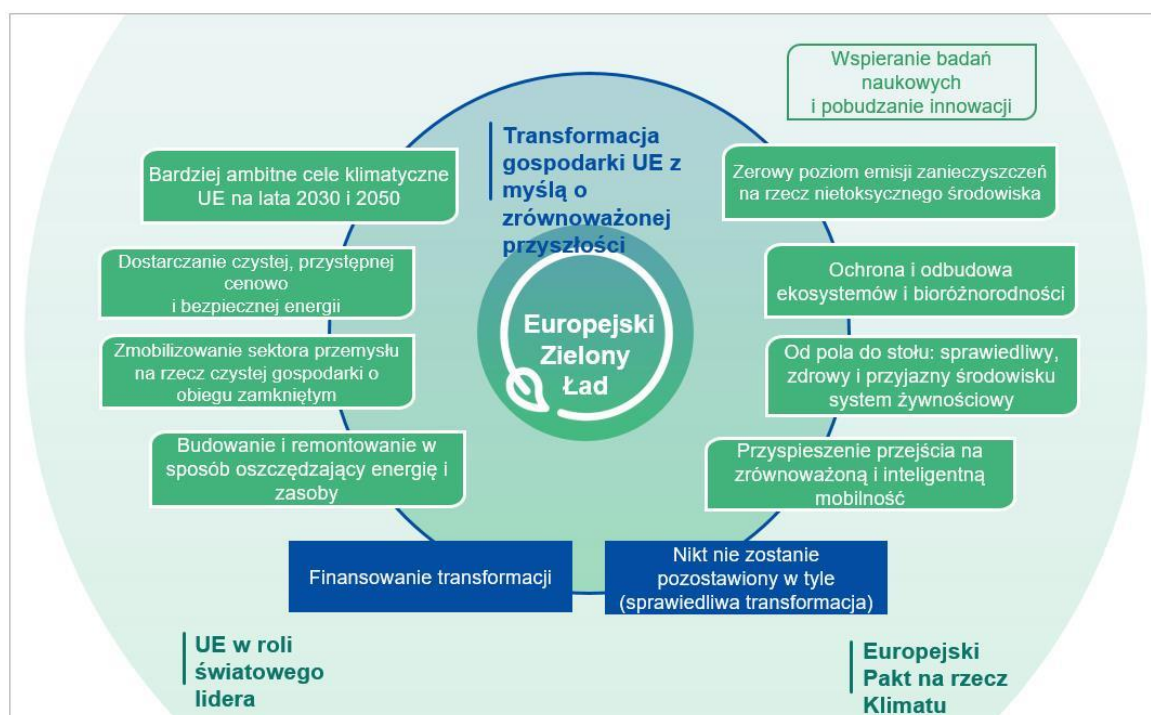 Wspieranie badań
naukowych
i pobudzanie innowacji
Transformacja
gospodarki UE z
myślą o
zrównoważonej
przyszłości
Bardziej ambitne cele klimatyczne
UE na lata 2030 i 2050
Zerowy poziom emisji zanieczyszczeń
na rzecz nietoksycznego środowiska
Dostarczanie czystej, przystępnej
cenowo
i bezpiecznej energii
Ochrona i odbudowa
ekosystemów i bioróżnorodności
Europejski
Zielony
Ład
Zmobilizowanie sektora przemysłu
na rzecz czystej gospodarki o
obiegu zamkniętym
Od pola do stołu: sprawiedliwy,
zdrowy i przyjazny środowisku
system żywnościowy
Budowanie i remontowanie w
sposób oszczędzający energię i
zasoby
Przyspieszenie przejścia na
zrównoważoną i inteligentną
mobilność
Finansowanie transformacji
Nikt nie zostanie
pozostawiony w tyle
(sprawiedliwa transformacja)
UE w roli
światowego
lidera
Europejski
Pakt na rzecz
Klimatu